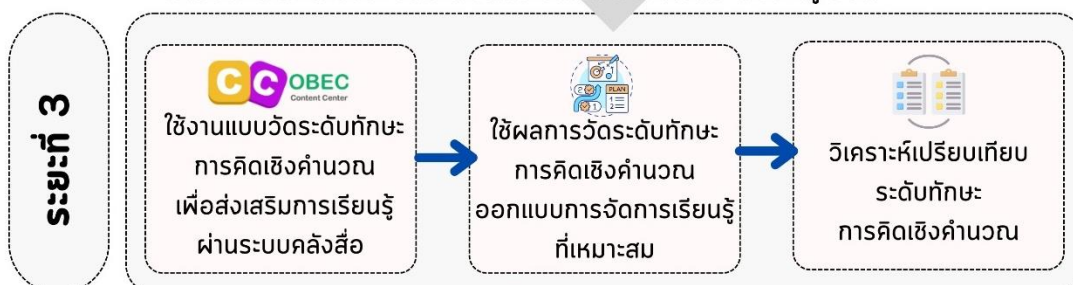 ระยะที่ 3
CC OBEC
Content Center
ใช้งานแบบวัดระดับทักษะ
การคิดเชิงคำนวณ
เพื่อส่งเสริมการเรียนรู้
ผ่านระบบคลังสื่อ
PLAN
ใช้ผลการวัดระดับทักษะ
การคิดเชิงคำนวณ
ออกแบบการจัดการเรียนรู้
ที่เหมาะสม
วิเคราะห์เปรียบเทียบ
ระดับทักษะ
การคิดเชิงคำนวณ